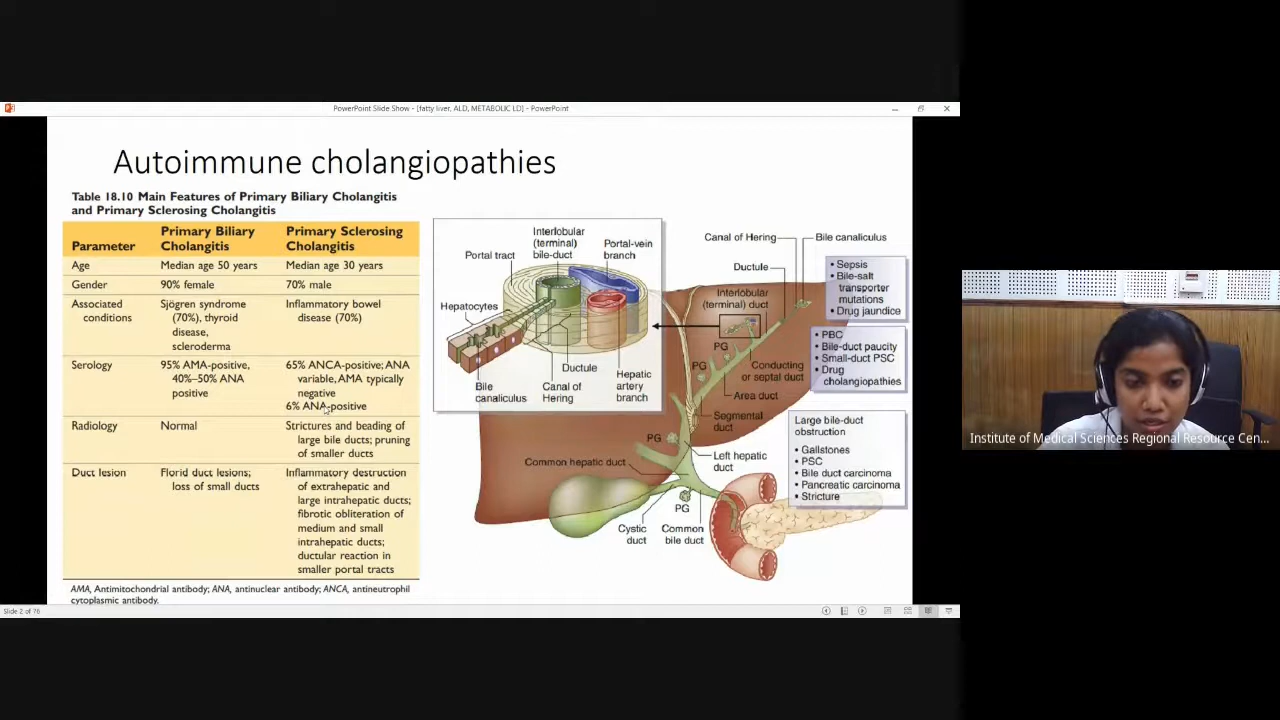 PowerPoint Slide Show - [fatty liver, ALD, METABOLIC LD] - PowerPoint
Autoimmune cholangiopathies
Table 18.10 Main Features of Primary Biliary Cholangitis
and Primary Sclerosing Cholangitis
Parameter
Primary Biliary
Cholangitis
Primary Sclerosing
Cholangitis
Age
Median age 50 years
Median age 30 years
Gender
90% female
70% male
Associated
conditions
Sjögren syndrome
(70%), thyroid
disease,
scleroderma
Inflammatory bowel
disease (70%)
Serology
95% AMA-positive,
40%–50% ANA
positive
65% ANCA-positive; ANA
variable, AMA typically
negative
6% ANA-positive
Radiology
Normal
Strictures and beading of
large bile ducts; pruning
of smaller ducts
Duct lesion
Florid duct lesions;
loss of small ducts
Inflammatory destruction
of extrahepatic and
large intrahepatic ducts;
fibrotic obliteration of
medium and small
intrahepatic ducts;
ductular reaction in
smaller portal tracts
AMA, Antimitochondrial antibody; ANA, antinuclear antibody; ANCA, antineutrophil
cytoplasmic antibody.
Portal tract
Interlobular
(terminal)
bile-duct
Portal-vein
branch
Hepatocytes
Bile
canaliculus
Ductule
Canal of
Hering
Hepatic
artery
branch
Canal of Hering
Bile canaliculus
Ductule
Interlobular
(terminal) duct
PG
PG
Conducting
or septal duct
Area duct
Segmental
duct
PG
Left hepatic
duct
Common hepatic duct
PG
Cystic
duct
Common
bile duct
• Sepsis
• Bile-salt
transporter
mutations
• Drug jaundice
• PBC
• Bile-duct paucity
• Small-duct PSC
• Drug
cholangiopathies
Large bile-duct
obstruction
• Gallstones
• PSC
• Bile duct carcinoma
• Pancreatic carcinoma
• Stricture
Slide 2 of 76
Institute of Medical Sciences Regional Resource Cen...